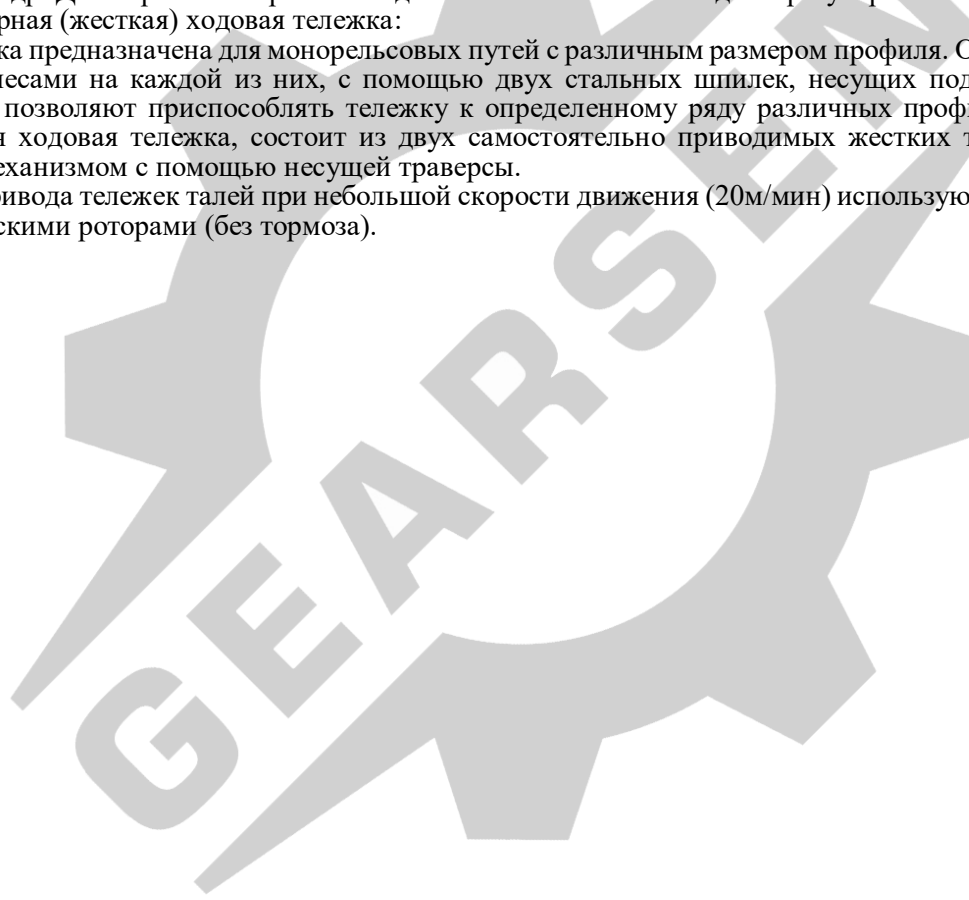 рная (жесткая) ходовая тележка:
ка предназначена для монорельсовых путей с различным размером профиля. С
лесами на каждой из них, с помощью двух стальных шпилек, несущих под
позволяют приспособлять тележку к определенному ряду различных профи
я ходовая тележка, состоит из двух самостоятельно приводимых жестких т
еханизмом с помощью несущей траверсы.
ривода тележек талей при небольшой скорости движения (20м/мин) использую
скими роторами (без тормоза).
GEARSEN